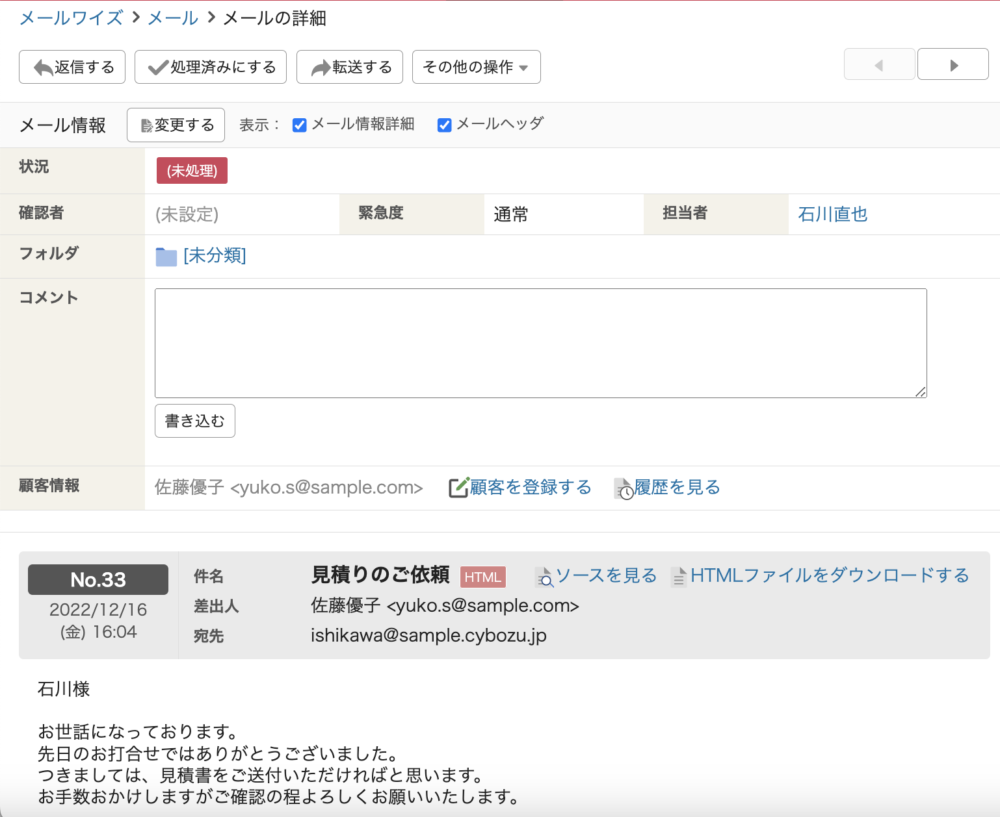 メールワイズ > メール > メールの詳細
返信する 処理済みにする 転送する その他の操作
メール情報 変更する 表示： メール情報詳細 メールヘッダ
状況 (未処理)
確認者 (未設定) 緊急度 通常 担当者 石川直也
フォルダ [未分類]
コメント
書き込む
顧客情報 佐藤優子 <yuko.s@sample.com> 顧客を登録する 履歴を見る
No.33
2022/12/16
(金) 16:04
件名 見積りのご依頼 HTML ソースを見る HTMLファイルをダウンロードする
差出人 佐藤優子 <yuko.s@sample.com>
宛先 ishikawa@sample.cybozu.jp
石川様
お世話になっております。
先日のお打合せではありがとうございました。
つきましては、見積書をご送付いただければと思います。
お手数おかけしますがご確認の程よろしくお願いいたします。